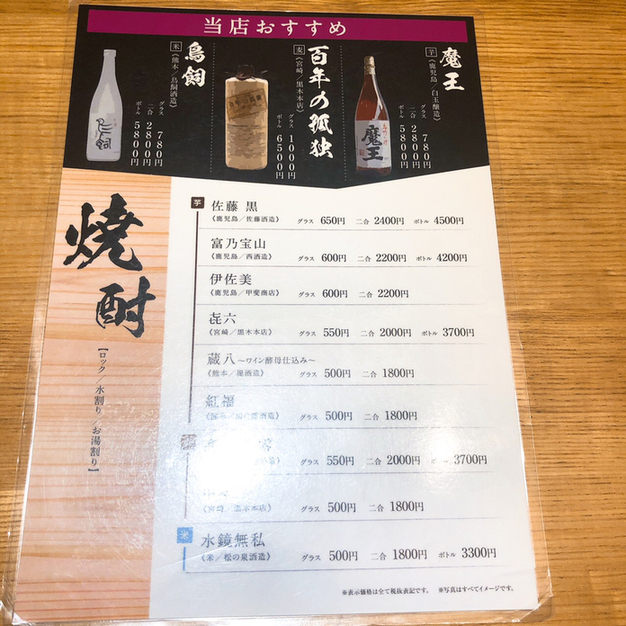 当店おすすめ
芋
魔王
(鹿児島/白玉醸造)
グラス 780円
二合 2800円
ボトル 5800円
魔王
麦
百年の孤独
(宮崎/黒木本店)
グラス 1000円
ボトル 6500円
米
鳥飼
(熊本/鳥飼酒造)
グラス 780円
二合 2800円
ボトル 5800円
焼酎
【ロック/水割り/お湯割り】
芋
佐藤 黒
《鹿児島/佐藤酒造》 グラス 650円 二合 2400円 ボトル 4500円
富乃宝山
《鹿児島/西酒造》 グラス 600円 二合 2200円 ボトル 4200円
伊佐美
《鹿児島/甲斐商店》 グラス 600円 二合 2200円
㐂六
《宮崎/黒木本店》 グラス 550円 二合 2000円 ボトル 3700円
蔵八 ～ワイン酵母仕込み～
《熊本/堤酒造》 グラス 500円 二合 1800円
紅福
グラス 500円 二合 1800円
グラス 550円 二合 2000円 ボトル 3700円
《宮崎/黒木本店》 グラス 500円 二合 1800円
米
水鏡無私
《米/松の泉酒造》 グラス 500円 二合 1800円 ボトル 3300円
※表示価格は全て税抜表記です。 ※写真はすべてイメージです。